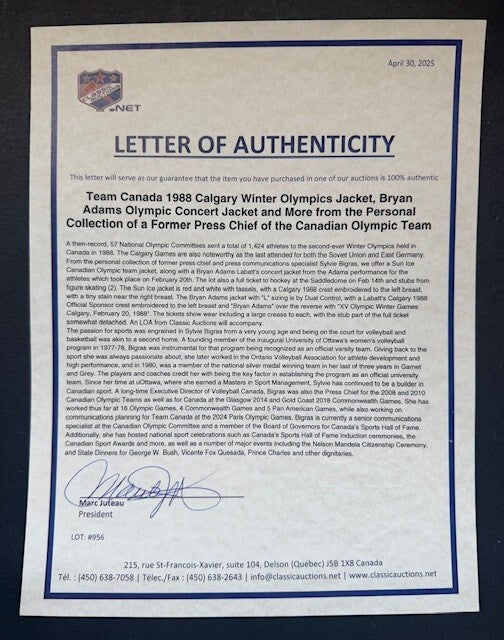 April 30, 2025
.NET
LETTER OF AUTHENTICITY
This letter will serve as our guarantee that the item you have purchased in one of our auctions is 100% authentic
Team Canada 1988 Calgary Winter Olympics Jacket, Bryan
Adams Olympic Concert Jacket and More from the Personal
Collection of a Former Press Chief of the Canadian Olympic Team
A then-record, 57 National Olympic Committees sent a total of 1,424 athletes to the second-ever Winter Olympics held in
Canada in 1988. The Calgary Games are also noteworthy as the last attended for both the Soviet Union and East Germany.
From the personal collection of former press chief and press communications specialist Sylvie Bigras, we offer a Sun Ice
Canadian Olympic team jacket, along with a Bryan Adams Labatt's concert jacket from the Adams performance for the
athletes which took place on February 20th. The lot also a full ticket to hockey at the Saddledome on Feb 14th and stubs from
figure skating (2). The Sun Ice jacket is red and white with tassels, with a Calgary 1988 crest embroidered to the left breast,
with a tiny stain near the right breast. The Bryan Adams jacket with "L" sizing is by Dual Control, with a Labatt's Calgary 1988
Official Sponsor crest embroidered to the left breast and "Bryan Adams" over the reverse with "XV Olympic Winter Games
Calgary, February 20, 1988". The tickets show wear including a large crease to each, with the stub part of the full ticket
somewhat detached. An LOA from Classic Auctions will accompany.
The passion for sports was engrained in Sylvie Bigras from a very young age and being on the court for volleyball and
basketball was akin to a second home. A founding member of the inaugural University of Ottawa's women's volleyball
program in 1977-78, Bigras was instrumental for that program being recognized as an official varsity team. Giving back to the
sport she was always passionate about, she later worked in the Ontario Volleyball Association for athlete development and
high performance, and in 1980, was a member of the national silver medal winning team in her last of three years in Garnet
and Grey. The players and coaches credit her with being the key factor in establishing the program as an official university
team. Since her time at uOttawa, where she earned a Masters in Sport Management, Sylvie has continued to be a builder in
Canadian sport. A long-time Executive Director of Volleyball Canada, Bigras was also the Press Chief for the 2008 and 2010
Canadian Olympic Teams as well as for Canada at the Glasgow 2014 and Gold Coast 2018 Commonwealth Games. She has
worked thus far at 16 Olympic Games, 4 Commonwealth Games and 5 Pan American Games, while also working on
communications planning for Team Canada at the 2024 Paris Olympic Games. Bigras is currently a senior communications
specialist at the Canadian Olympic Committee and a member of the Board of Governors for Canada's Sports Hall of Fame.
Additionally, she has hosted national sport celebrations such as Canada's Sports Hall of Fame Induction ceremonies, the
Canadian Sport Awards and more, as well as a number of major events including the Nelson Mandela Citizenship Ceremony,
and State Dinners for George W. Bush, Vicente Fox Quesada, Prince Charles and other dignitaries.
Marc Juteau
President
LOT: #956
215, rue St-Francois-Xavier, suite 104, Delson (Québec) J5B 1X8 Canada
Tél. : (450) 638-7058 | Télec./Fax : (450) 638-2643 | info@classicauctions.net | www.classicauctions.net